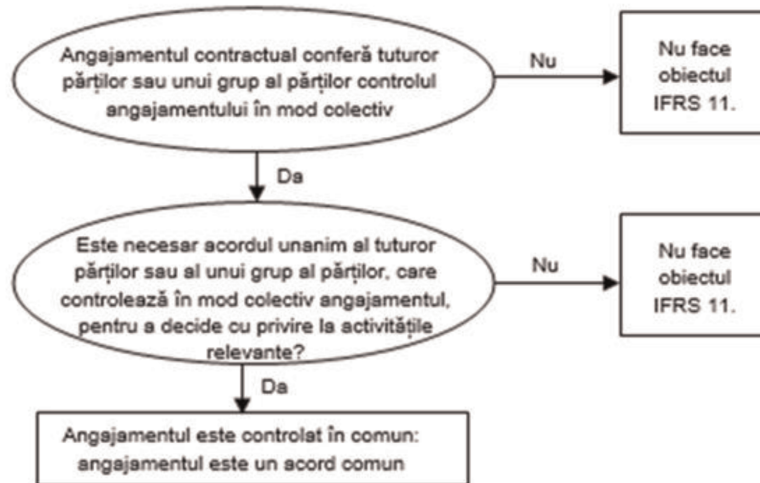 Angajamentul contractual conferă tuturor
părților sau unui grup al părților controlul
angajamentului în mod colectiv
Nu
Nu face
obiectul
IFRS 11.
Da
Este necesar acordul unanim al tuturor
părților sau al unui grup al părților, care
controlează în mod colectiv angajamentul,
pentru a decide cu privire la activitățile
relevante?
Nu
Nu face
obiectul
IFRS 11.
Da
Angajamentul este controlat în comun:
angajamentul este un acord comun